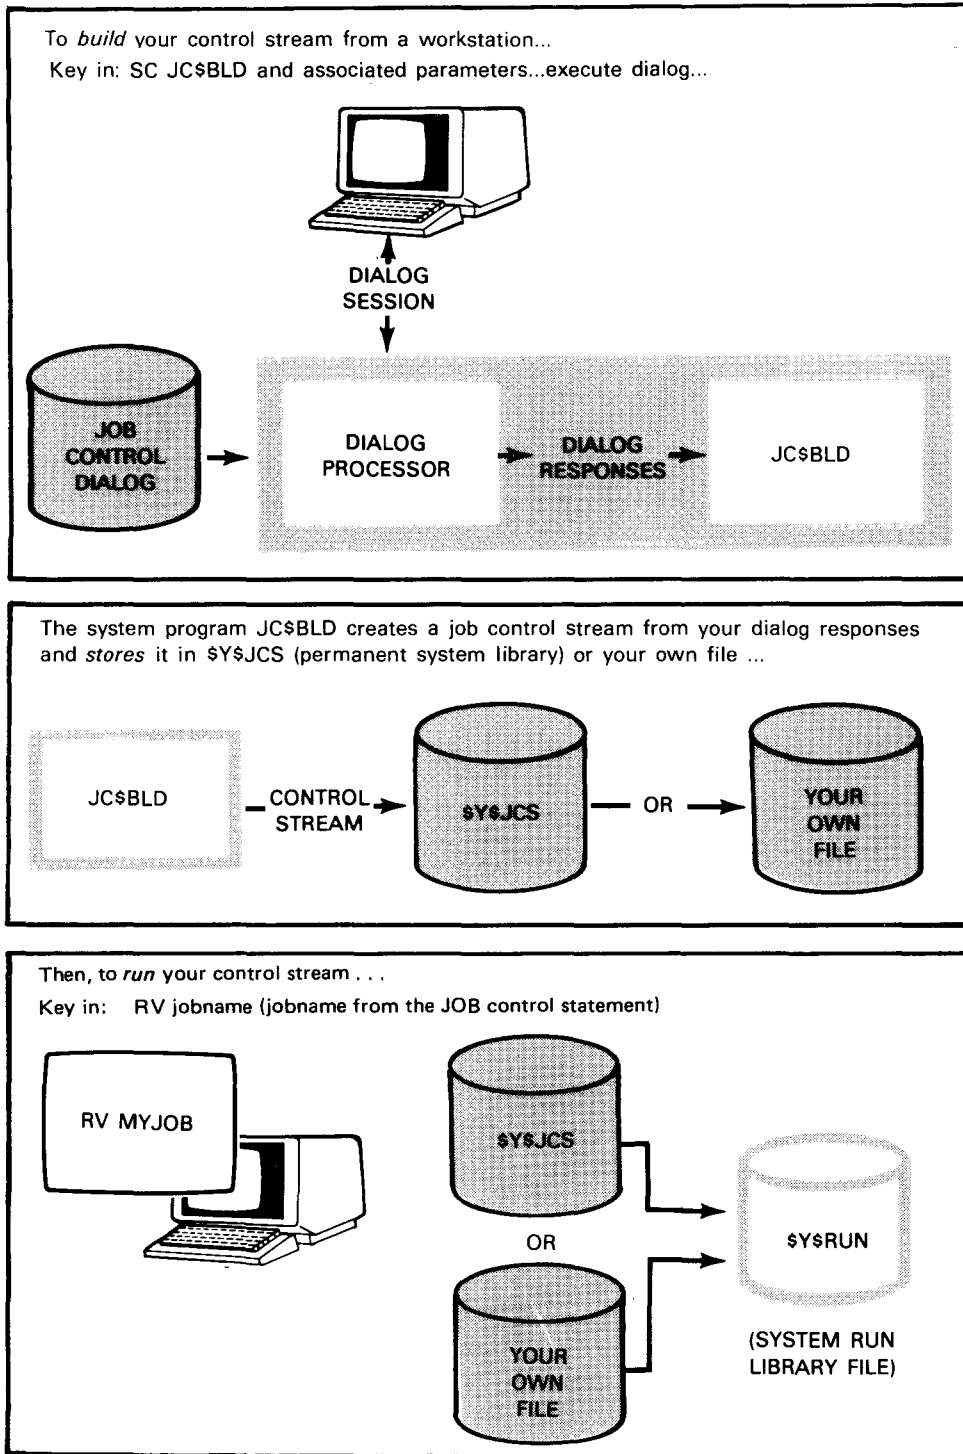 To build your control stream from a workstation...
Key in: SC JC$BLD and associated parameters...execute dialog...
DIALOG
SESSION
JOB
CONTROL
DIALOG
DIALOG
PROCESSOR
DIALOG
RESPONSES
JC$BLD
The system program JC$BLD creates a job control stream from your dialog responses
and stores it in $Y$JCS (permanent system library) or your own file ...
JC$BLD
CONTROL
STREAM
$Y$JCS
OR
YOUR
OWN
FILE
Then, to run your control stream . . .
Key in: RV jobname (jobname from the JOB control statement)
RV MYJOB
$Y$JCS
OR
YOUR
OWN
FILE
$Y$RUN
(SYSTEM RUN
LIBRARY FILE)